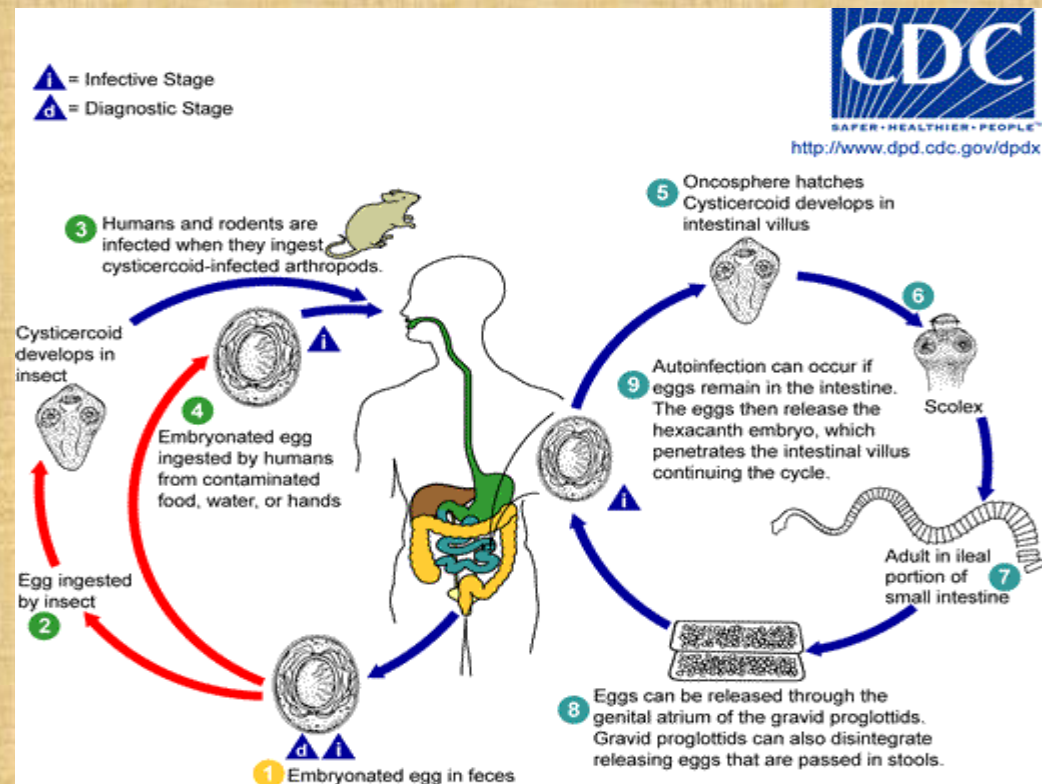 i = Infective Stage
d = Diagnostic Stage
CDC
SAFER•HEALTHIER•PEOPLE™
http://www.dpd.cdc.gov/dpdx
3 Humans and rodents are
infected when they ingest
cysticercoid-infected arthropods.
5 Oncosphere hatches
Cysticercoid develops in
intestinal villus
6
Scolex
Cysticercoid
develops in
insect
i
4
Embryonated egg
ingested by humans
from contaminated
food, water, or hands
9 Autoinfection can occur if
eggs remain in the intestine.
The eggs then release the
hexacanth embryo, which
penetrates the intestinal villus
continuing the cycle.
i
Egg ingested
by insect
2
Adult in ileal
portion of 7
small intestine
8 Eggs can be released through the
genital atrium of the gravid proglottids.
Gravid proglottids can also disintegrate
releasing eggs that are passed in stools.
d i
1 Embryonated egg in feces